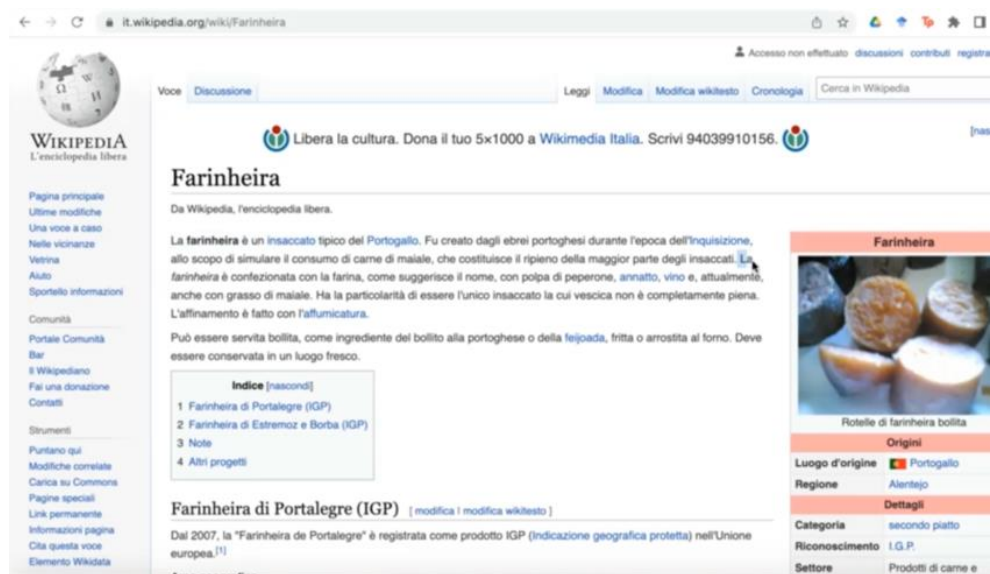 it.wikipedia.org/wiki/Farinheira
Accesso non effettuato discussioni contributi registra
Voce Discussione Leggi Modifica Modifica wikitesto Cronologia Cerca in Wikipedia
WIKIPEDIA
L'enciclopedia libera
Libera la cultura. Dona il tuo 5×1000 a Wikimedia Italia. Scrivi 94039910156.
[nas
Pagina principale
Ultime modifiche
Una voce a caso
Nelle vicinanze
Vetrina
Aiuto
Sportello informazioni
Comunità
Portale Comunità
Bar
Il Wikipediano
Fai una donazione
Contatti
Strumenti
Puntano qui
Modifiche correlate
Carica su Commons
Pagine speciali
Link permanente
Informazioni pagina
Cita questa voce
Elemento Wikidata
Farinheira
Da Wikipedia, l'enciclopedia libera.
La farinheira è un insaccato tipico del Portogallo. Fu creato dagli ebrei portoghesi durante l'epoca dell'Inquisizione,
allo scopo di simulare il consumo di carne di maiale, che costituisce il ripieno della maggior parte degli insaccati. La
farinheira è confezionata con la farina, come suggerisce il nome, con polpa di peperone, annatto, vino e, attualmente,
anche con grasso di maiale. Ha la particolarità di essere l'unico insaccato la cui vescica non è completamente piena.
L'affinamento è fatto con l'affumicatura.
Può essere servita bollita, come ingrediente del bollito alla portoghese o della feijoada, fritta o arrostita al forno. Deve
essere conservata in un luogo fresco.
Indice [nascondi]
1 Farinheira di Portalegre (IGP)
2 Farinheira di Estremoz e Borba (IGP)
3 Note
4 Altri progetti
Farinheira di Portalegre (IGP) [ modifica | modifica wikitesto ]
Dal 2007, la "Farinheira de Portalegre" è registrata come prodotto IGP (Indicazione geografica protetta) nell'Unione
europea.[1]
Farinheira
Rotelle di farinheira bollita
Origini
Luogo d'origine Portogallo
Regione Alentejo
Dettagli
Categoria secondo piatto
Riconoscimento I.G.P.
Settore Prodotti di carne e